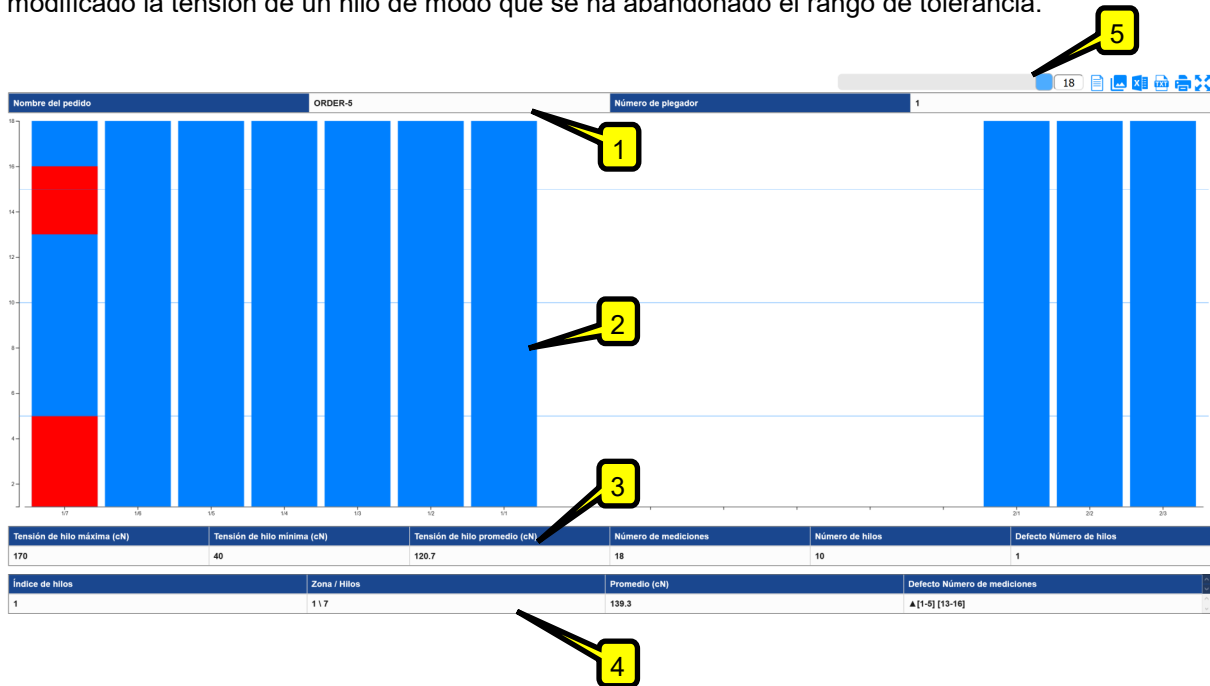 modificado la tensión de un hilo de modo que se ha abandonado el rango de tolerancia.
5
18 TXT
Nombre del pedido ORDER-5 Número de plegador 1
1
18
16
14
12
10
2
8
6
4
3
2
1/7 1/6 1/5 1/4 1/3 1/2 1/1 2/1 2/2 2/3
Tensión de hilo máxima (cN) Tensión de hilo mínima (cN) Tensión de hilo promedio (cN) Número de mediciones Número de hilos Defecto Número de hilos
170 40 120.7 18 10 1
Índice de hilos Zona / Hilos Promedio (cN) Defecto Número de mediciones
1 1 \ 7 139.3 ▲[1-5] [13-16]
4